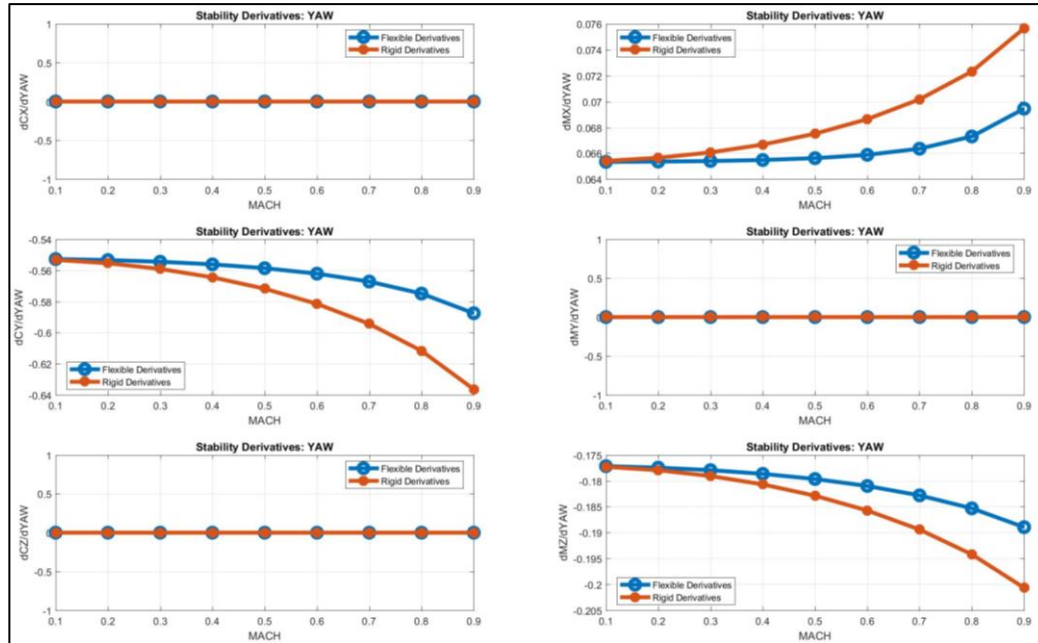 Stability Derivatives: YAW
1
0.5
0
-0.5
-1
dCX/dYAW
Flexible Derivatives
Rigid Derivatives
0.1 0.2 0.3 0.4 0.5 0.6 0.7 0.8 0.9
MACH
Stability Derivatives: YAW
0.076
0.074
0.072
0.07
0.068
0.066
0.064
dMX/dYAW
Flexible Derivatives
Rigid Derivatives
0.1 0.2 0.3 0.4 0.5 0.6 0.7 0.8 0.9
MACH
Stability Derivatives: YAW
-0.54
-0.56
-0.58
-0.6
-0.62
-0.64
dCY/dYAW
Flexible Derivatives
Rigid Derivatives
0.1 0.2 0.3 0.4 0.5 0.6 0.7 0.8 0.9
MACH
Stability Derivatives: YAW
1
0.5
0
-0.5
-1
dMY/dYAW
Flexible Derivatives
Rigid Derivatives
0.1 0.2 0.3 0.4 0.5 0.6 0.7 0.8 0.9
MACH
Stability Derivatives: YAW
1
0.5
0
-0.5
-1
dCZ/dYAW
Flexible Derivatives
Rigid Derivatives
0.1 0.2 0.3 0.4 0.5 0.6 0.7 0.8 0.9
MACH
Stability Derivatives: YAW
-0.175
-0.18
-0.185
-0.19
-0.195
-0.2
-0.205
dMZ/dYAW
Flexible Derivatives
Rigid Derivatives
0.1 0.2 0.3 0.4 0.5 0.6 0.7 0.8 0.9
MACH